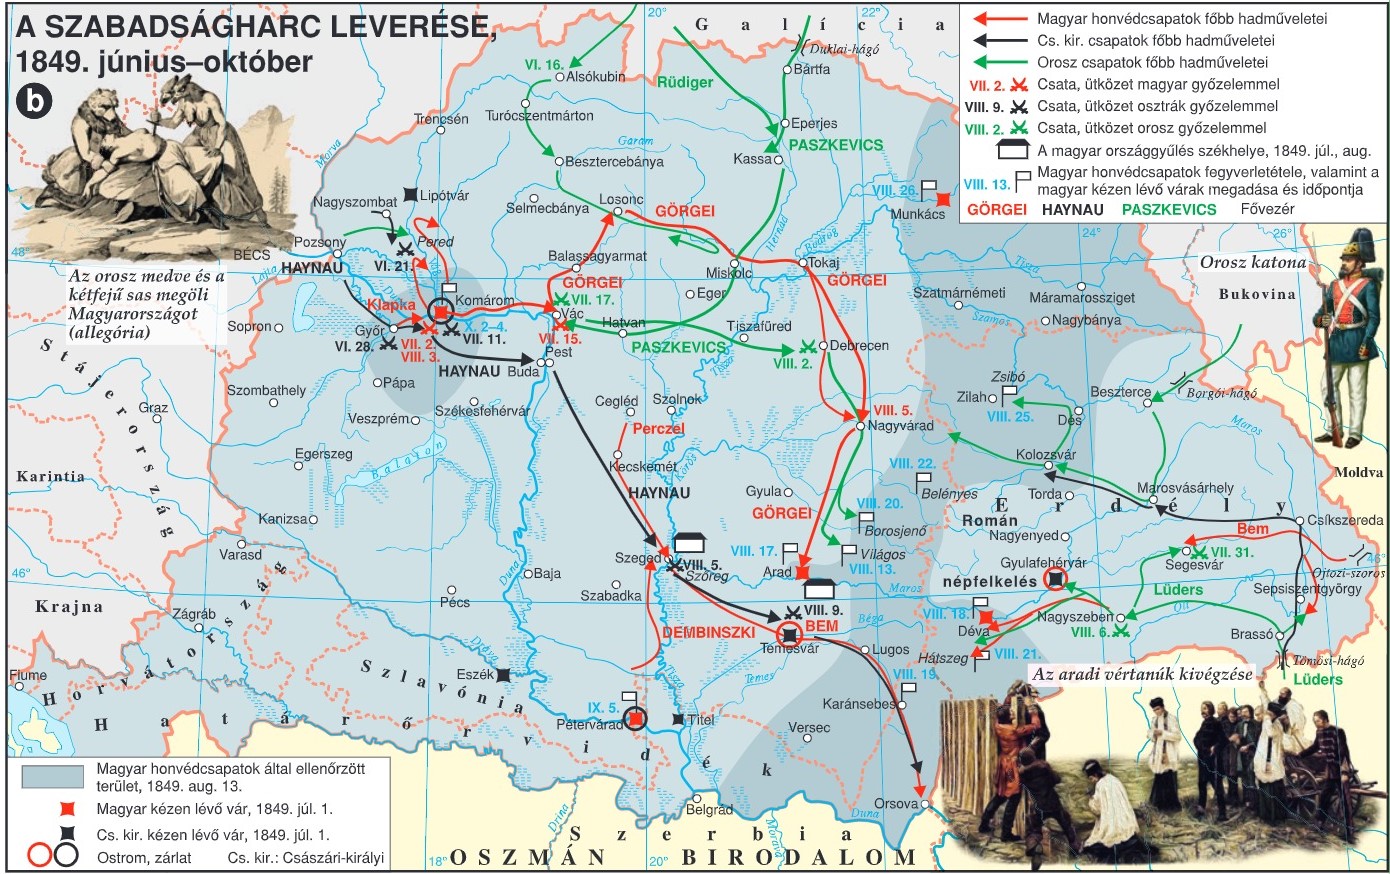 A SZABADSÁGHARC LEVERÉSE,
1849. június–október
b
Az orosz medve és a
kétfejű sas megöli
Magyarországot
(allegória)
Magyar honvédcsapatok főbb hadműveletei
Cs. kir. csapatok főbb hadműveletei
Orosz csapatok főbb hadműveletei
VII. 2. Csata, ütközet magyar győzelemmel
VIII. 9. Csata, ütközet osztrák győzelemmel
VIII. 2. Csata, ütközet orosz győzelemmel
A magyar országgyűlés székhelye, 1849. júl., aug.
VIII. 13. Magyar honvédcsapatok fegyverletétele, valamint a
magyar kézen lévő várak megadása és időpontja
GÖRGEI HAYNAU PASZKEVICS Fővezér
20°
22°
Galícia
Duklai-hágó
VI. 16.
Alsókubin
Rüdiger
Bártfa
Turócszentmárton
Trencsén
Morva
Garam
Eperjes
PASZKEVICS
Kassa
Besztercebánya
Lipótvár
Nagyszombat
Selmecbánya
Losonc
GÖRGEI
VIII. 26.
Munkács
24°
26°
Orosz katona
Bukovina
48°
BÉCS
Pozsony
HAYNAU
Lajta
VI. 21.
Pered
Balassagyarmat
GÖRGEI
Hernád
Bodrog
Miskolc
Tokaj
GÖRGEI
Tisza
Eger
Szatmárnémeti
Szamos
Máramarossziget
Nagybánya
Klapka
Komárom
X. 2–4.
VII. 11.
VII. 17.
Vác
VII. 15.
Sopron
Győr
VI. 28.
VII. 2.
VIII. 3.
Hatvan
PASZKEVICS
Tiszafüred
Tisza
VIII. 2.
Debrecen
Pest
Buda
HAYNAU
Stájerország
Graz
Szombathely
Pápa
Veszprém
Székesfehérvár
Cegléd
Szolnok
Perczel
VIII. 5.
Nagyvárad
Zsibó
Zilah
VIII. 25.
Dés
Beszterce
Borgói-hágó
Maros
Moldva
Karintia
Egerszeg
Balaton
Kecskemét
Körös
HAYNAU
Gyula
GÖRGEI
VIII. 22.
Belényes
Kolozsvár
Torda
Marosvásárhely
Erdély
Csíkszereda
Kanizsa
Varasd
VIII. 20.
Borosjenő
Román
Nagyenyed
Bem
VII. 31.
Segesvár
46°
46°
Ojtozi-szoros
Szeged
VIII. 5.
Szőreg
VIII. 17.
Arad
Világos
VIII. 13.
Gyulafehérvár
népfelkelés
Sepsiszentgyörgy
Krajna
Baja
Duna
Szabadka
Maros
Lüders
Olt
Pécs
Zágráb
VIII. 9.
BEM
Temesvár
Béga
VIII. 18.
Déva
Nagyszeben
VIII. 6.
Brassó
DEMBINSZKI
Lugos
Hátszeg
VIII. 21.
Tömösi-hágó
Lüders
Fiume
Horvátország
Szlavónia
Dráva
Eszék
Tisza
Temes
VIII. 19.
Karánsebes
Az aradi vértanúk kivégzése
Határőrvidék
IX. 5.
Pétervárad
Titel
Versec
Orsova
Belgrád
Duna
Drina
Morava
Szerbia
18°
20°
OSZMÁN BIRODALOM
Magyar honvédcsapatok által ellenőrzött
terület, 1849. aug. 13.
Magyar kézen lévő vár, 1849. júl. 1.
Cs. kir. kézen lévő vár, 1849. júl. 1.
Ostrom, zárlat Cs. kir.: Császári-királyi